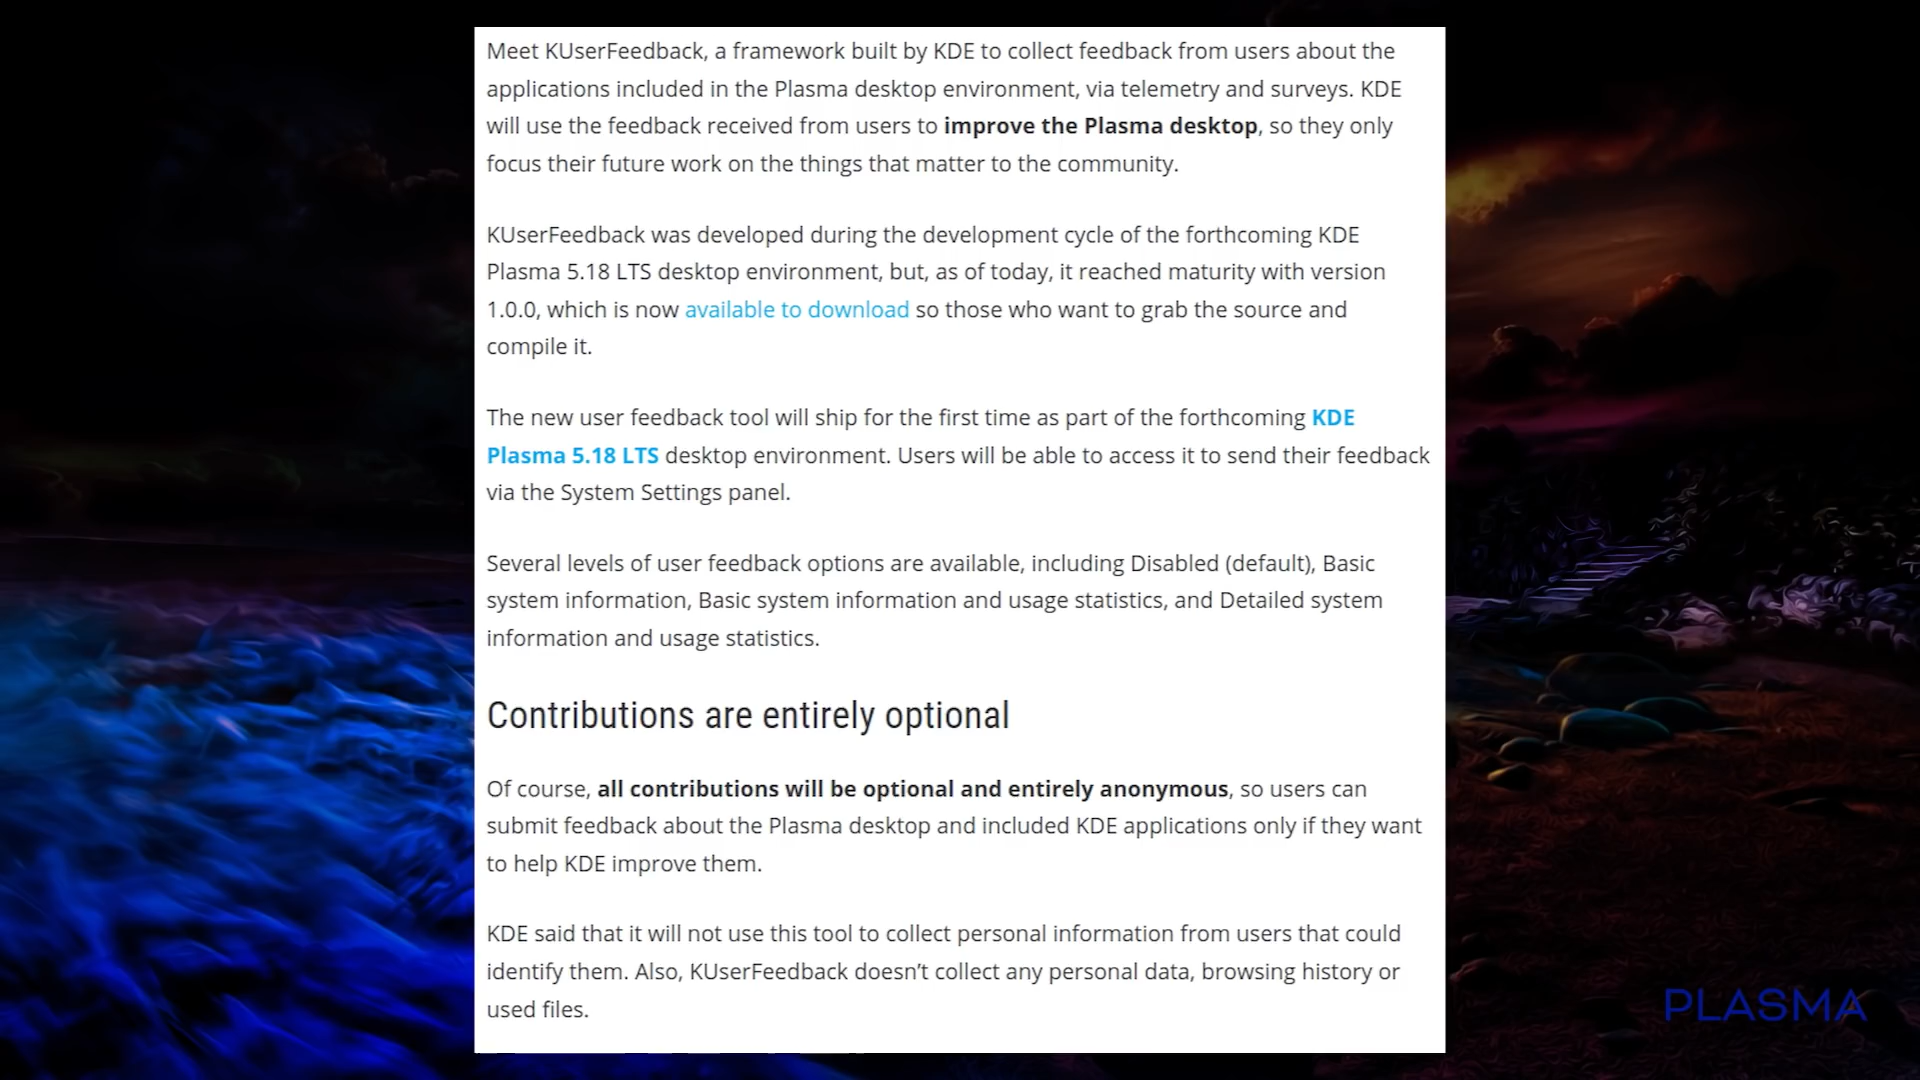 Meet KUserFeedback, a framework built by KDE to collect feedback from users about the
applications included in the Plasma desktop environment, via telemetry and surveys. KDE
will use the feedback received from users to improve the Plasma desktop, so they only
focus their future work on the things that matter to the community.
KUserFeedback was developed during the development cycle of the forthcoming KDE
Plasma 5.18 LTS desktop environment, but, as of today, it reached maturity with version
1.0.0, which is now available to download so those who want to grab the source and
compile it.
The new user feedback tool will ship for the first time as part of the forthcoming KDE
Plasma 5.18 LTS desktop environment. Users will be able to access it to send their feedback
via the System Settings panel.
Several levels of user feedback options are available, including Disabled (default), Basic
system information, Basic system information and usage statistics, and Detailed system
information and usage statistics.
Contributions are entirely optional
Of course, all contributions will be optional and entirely anonymous, so users can
submit feedback about the Plasma desktop and included KDE applications only if they want
to help KDE improve them.
KDE said that it will not use this tool to collect personal information from users that could
identify them. Also, KUserFeedback doesn't collect any personal data, browsing history or
used files.
PLASMA